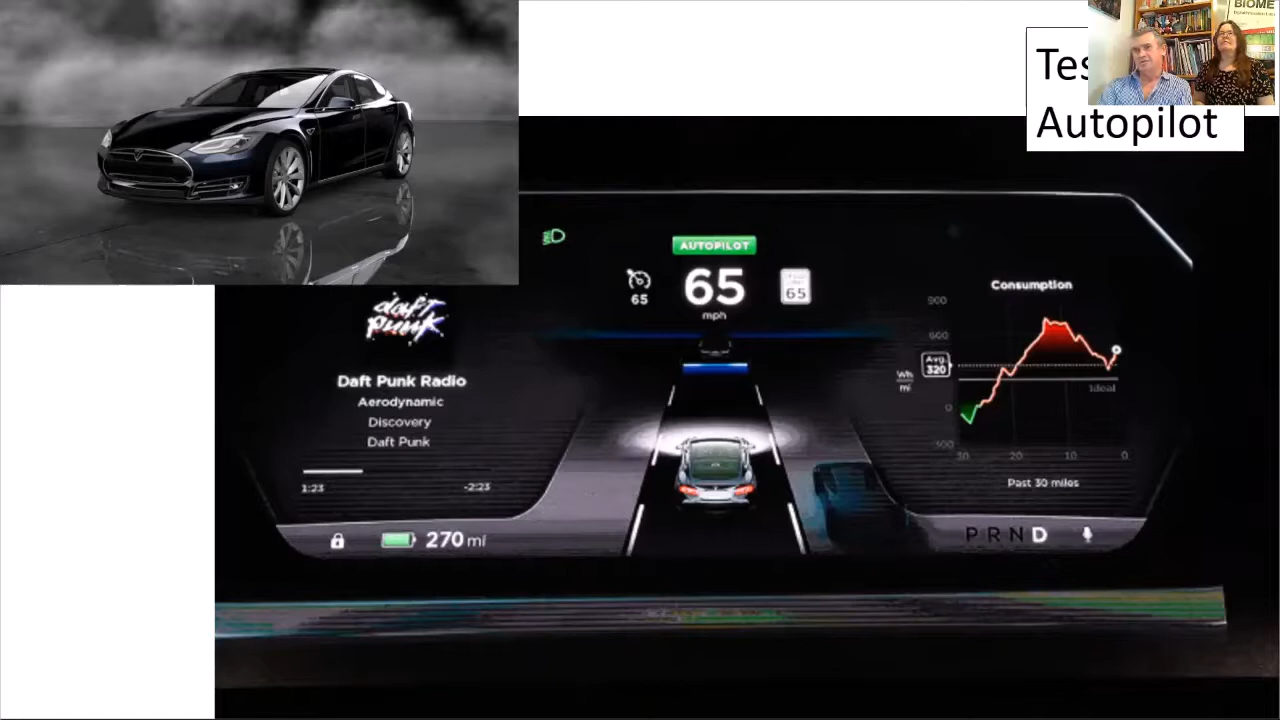 BIOME
Tes
Autopilot
AUTOPILOT
65
65
65
mph
daft
punk
Daft Punk Radio
Aerodynamic
Discovery
Daft Punk
1:23
-2:23
270 mi
Consumption
900
600
Avg.
320
Wh
mi
0
Ideal
30 20 10 0
Past 30 miles
P R N D